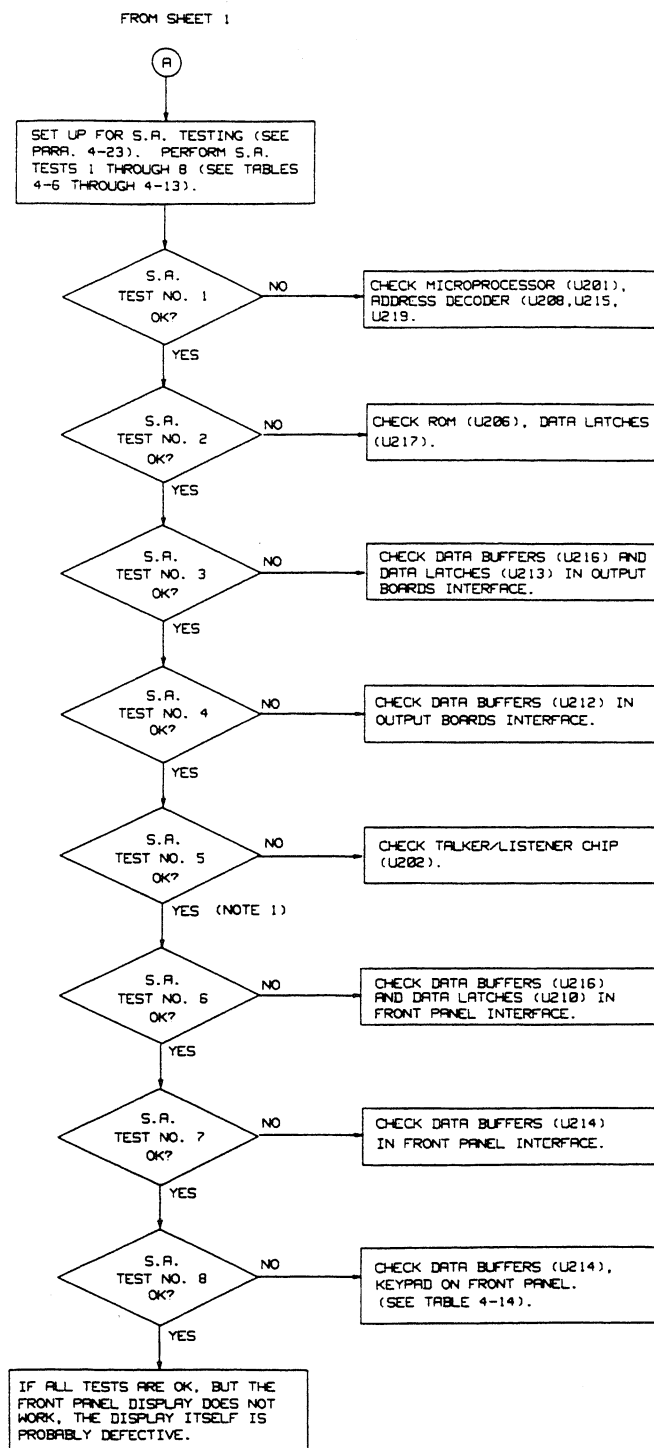 FROM SHEET 1
A
SET UP FOR S.A. TESTING (SEE
PARA. 4-23). PERFORM S.A.
TESTS 1 THROUGH 8 (SEE TABLES
4-6 THROUGH 4-13).
S.A.
TEST NO. 1
OK?
NO
CHECK MICROPROCESSOR (U201),
ADDRESS DECODER (U208,U215,
U219.
YES
S.A.
TEST NO. 2
OK?
NO
CHECK ROM (U206), DATA LATCHES
(U217).
YES
S.A.
TEST NO. 3
OK?
NO
CHECK DATA BUFFERS (U216) AND
DATA LATCHES (U213) IN OUTPUT
BOARDS INTERFACE.
YES
S.A.
TEST NO. 4
OK?
NO
CHECK DATA BUFFERS (U212) IN
OUTPUT BOARDS INTERFACE.
YES
S.A.
TEST NO. 5
OK?
NO
CHECK TALKER/LISTENER CHIP
(U202).
YES (NOTE 1)
S.A.
TEST NO. 6
OK?
NO
CHECK DATA BUFFERS (U216)
AND DATA LATCHES (U210) IN
FRONT PANEL INTERFACE.
YES
S.A.
TEST NO. 7
OK?
NO
CHECK DATA BUFFERS (U214)
IN FRONT PANEL INTERFACE.
YES
S.A.
TEST NO. 8
OK?
NO
CHECK DATA BUFFERS (U214),
KEYPAD ON FRONT PANEL.
(SEE TABLE 4-14).
YES
IF ALL TESTS ARE OK, BUT THE
FRONT PANEL DISPLAY DOES NOT
WORK, THE DISPLAY ITSELF IS
PROBABLY DEFECTIVE.